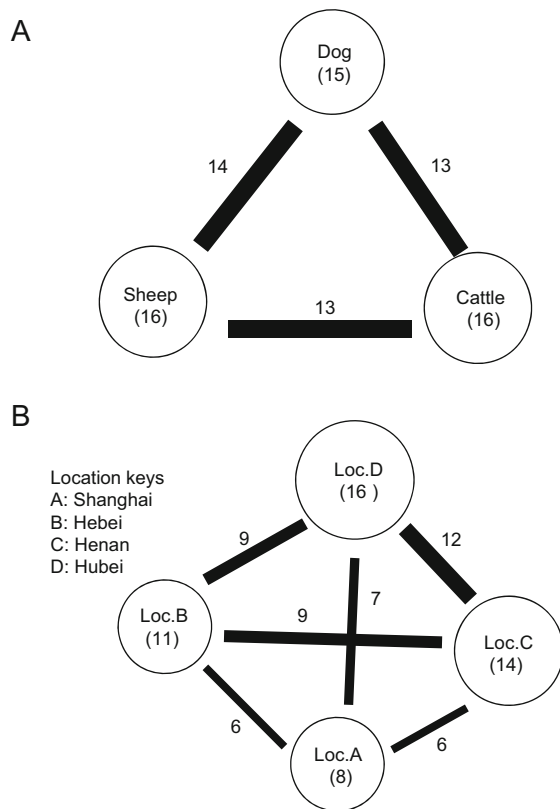 A
Dog
(15)
14
13
Sheep
(16)
13
Cattle
(16)
B
Location keys
A: Shanghai
B: Hebei
C: Henan
D: Hubei
Loc.D
(16 )
9
12
7
9
Loc.B
(11)
Loc.C
(14)
6
6
Loc.A
(8)